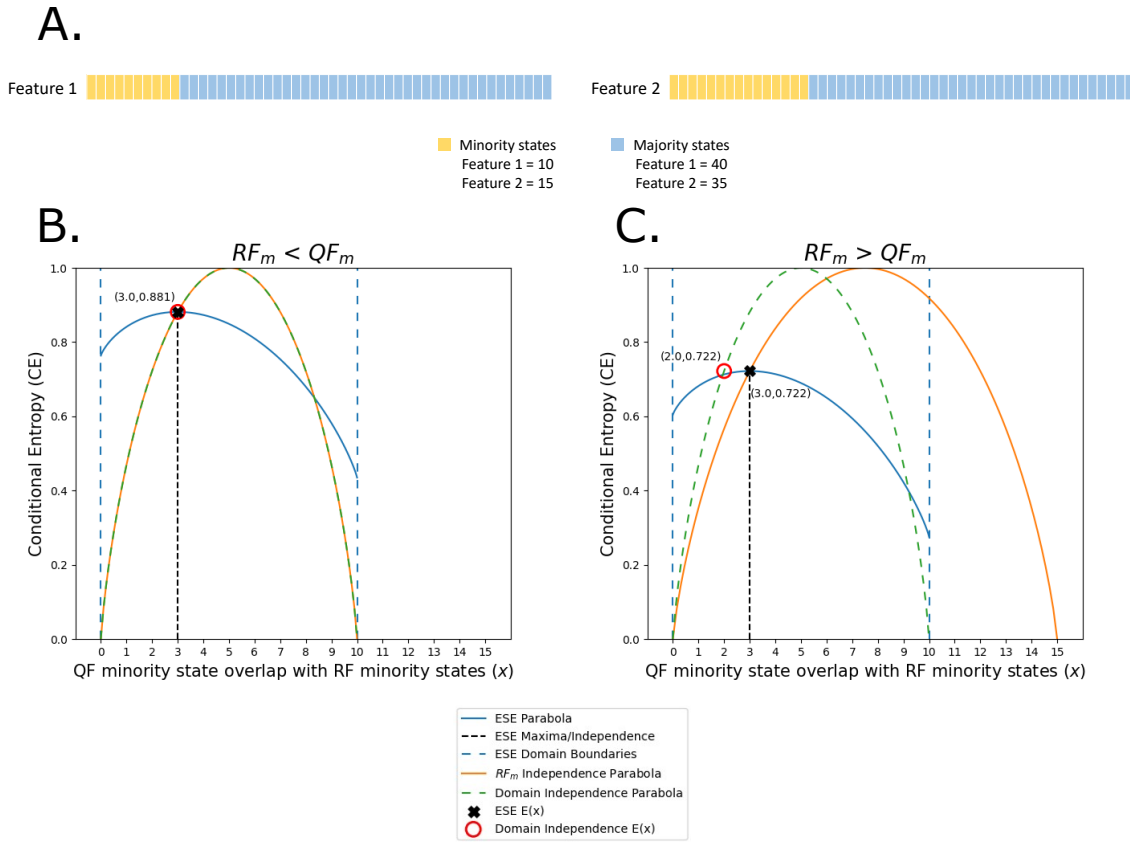 A.
Feature 1
Feature 2
Minority states
Feature 1 = 10
Feature 2 = 15
Majority states
Feature 1 = 40
Feature 2 = 35
B.
RFₘ < QFₘ
1.0
0.8
0.6
0.4
0.2
0.0
Conditional Entropy (CE)
(3.0,0.881)
0 1 2 3 4 5 6 7 8 9 10 11 12 13 14 15
QF minority state overlap with RF minority states (x)
C.
RFₘ > QFₘ
1.0
0.8
0.6
0.4
0.2
0.0
Conditional Entropy (CE)
(2.0,0.722)
(3.0,0.722)
0 1 2 3 4 5 6 7 8 9 10 11 12 13 14 15
QF minority state overlap with RF minority states (x)
ESE Parabola
ESE Maxima/Independence
ESE Domain Boundaries
RFₘ Independence Parabola
Domain Independence Parabola
ESE E(x)
Domain Independence E(x)